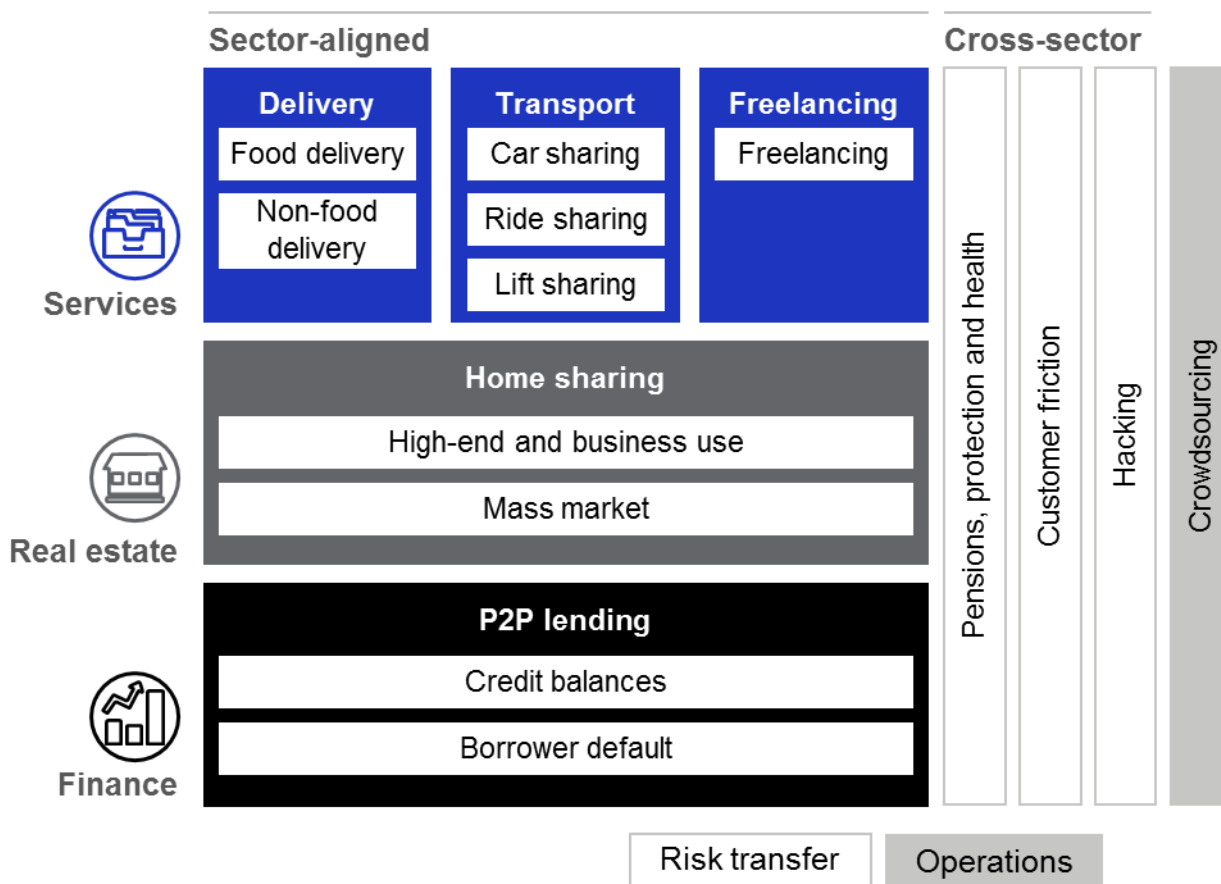 Sector-aligned
Cross-sector
Delivery
Food delivery
Non-food
delivery
Transport
Car sharing
Ride sharing
Lift sharing
Freelancing
Freelancing
Services
Home sharing
High-end and business use
Mass market
Real estate
P2P lending
Credit balances
Borrower default
Finance
Pensions, protection and health
Customer friction
Hacking
Crowdsourcing
Risk transfer
Operations